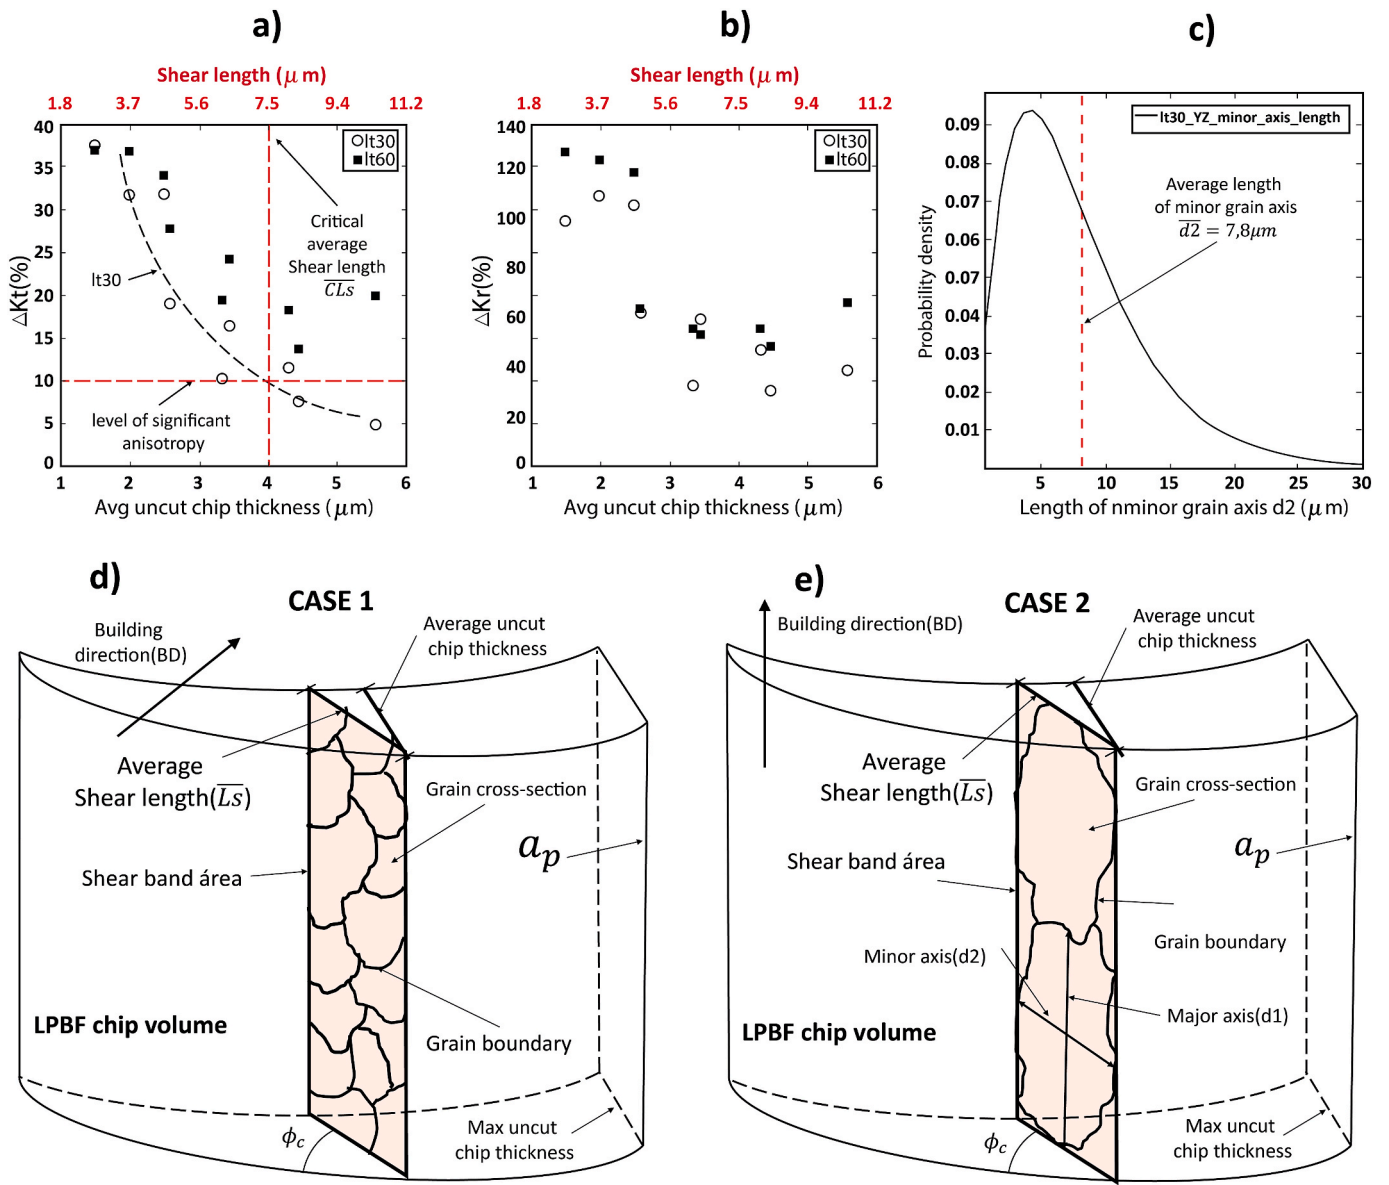 a)
Shear length (μ m)
1.8 3.7 5.6 7.5 9.4 11.2
40
35
30
25
20
15
10
5
0
ΔKt(%)
lt30
lt60
Critical
average
Shear length
CLs
lt30
level of significant
anisotropy
1 2 3 4 5 6
Avg uncut chip thickness (μm)
b)
Shear length (μ m)
1.8 3.7 5.6 7.5 9.4 11.2
140
120
100
80
60
40
20
0
ΔKr(%)
lt30
lt60
1 2 3 4 5 6
Avg uncut chip thickness (μm)
c)
0.09
0.08
0.07
0.06
0.07
0.04
0.03
0.02
0.01
Probability density
lt30_YZ_minor_axis_length
Average length
of minor grain axis
d2 = 7,8μm
5 10 15 20 25 30
Length of nminor grain axis d2 (μ m)
d)
CASE 1
Building
direction(BD)
Average uncut
chip thickness
Average
Shear length(Ls)
Grain cross-section
a_p
Shear band área
LPBF chip volume
Grain boundary
ϕc
Max uncut
chip thickness
e)
CASE 2
Building direction(BD)
Average uncut
chip thickness
Average
Shear length(Ls)
Grain cross-section
a_p
Shear band área
Grain boundary
Minor axis(d2)
Major axis(d1)
LPBF chip volume
ϕc
Max uncut
chip thickness